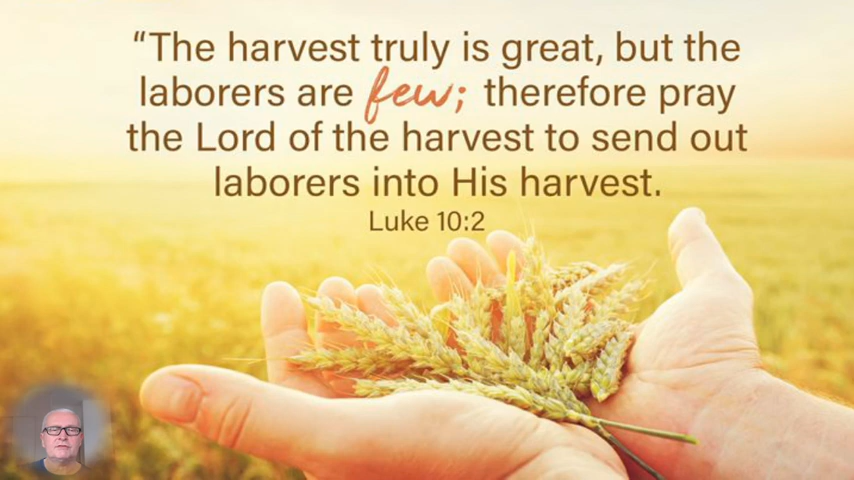 “The harvest truly is great, but the
laborers are few; therefore pray
the Lord of the harvest to send out
laborers into His harvest.
Luke 10:2